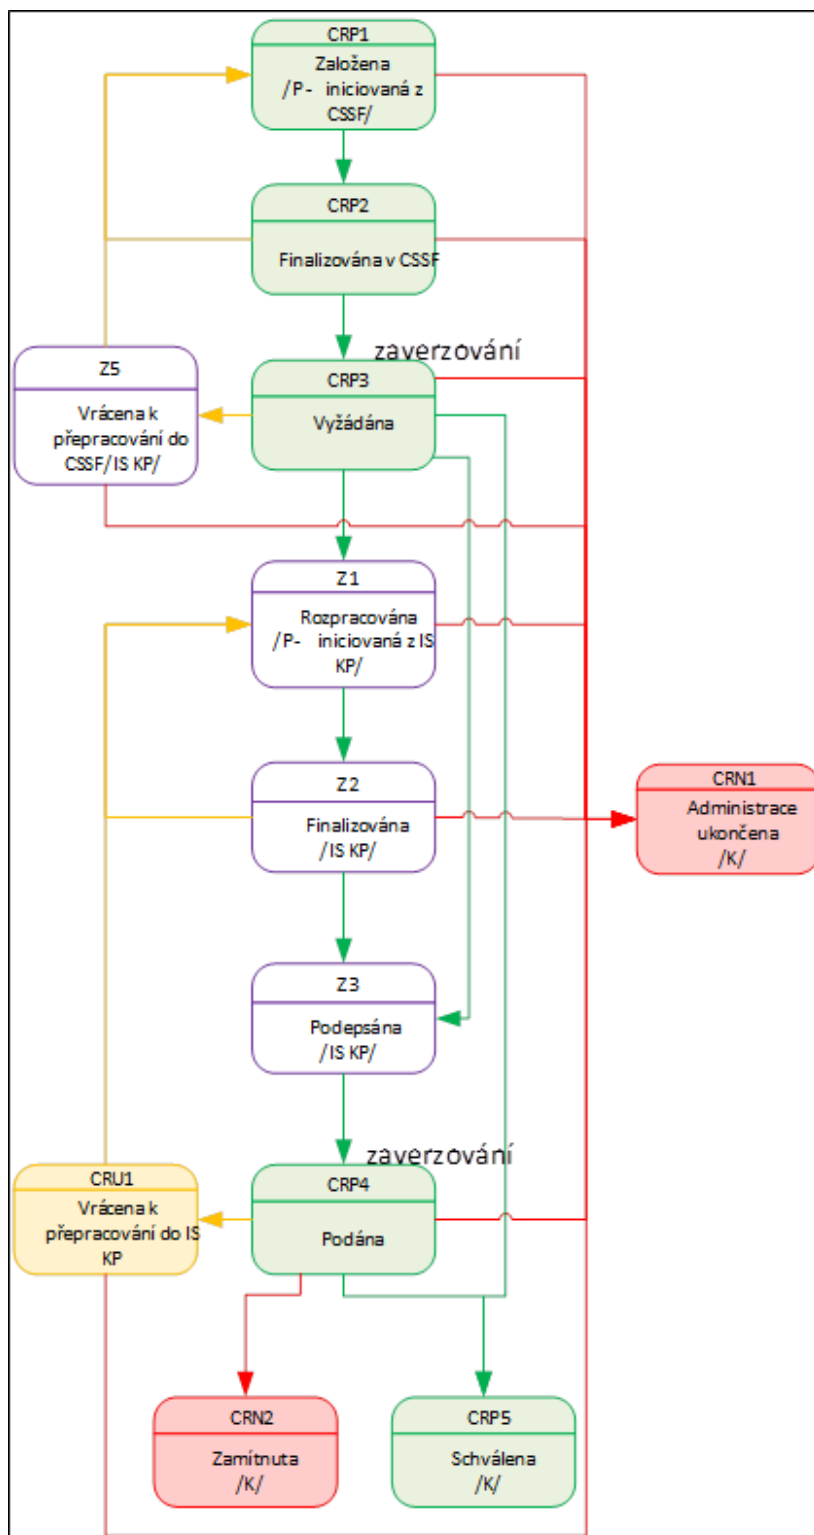 CRP1
Založena
/P- iniciovaná z
CSSF/
CRP2
Finalizována v CSSF
zaverzování
CRP3
Vyžádána
Z5
Vrácena k
přepracování do
CSSF/IS KP/
Z1
Rozpracována
/P- iniciovaná z IS
KP/
Z2
Finalizována
/IS KP/
CRN1
Administrace
ukončena
/K/
Z3
Podepsána
/IS KP/
zaverzování
CRP4
Podána
CRU1
Vrácena k
přepracování do IS
KP
CRN2
Zamítnuta
/K/
CRP5
Schválena
/K/